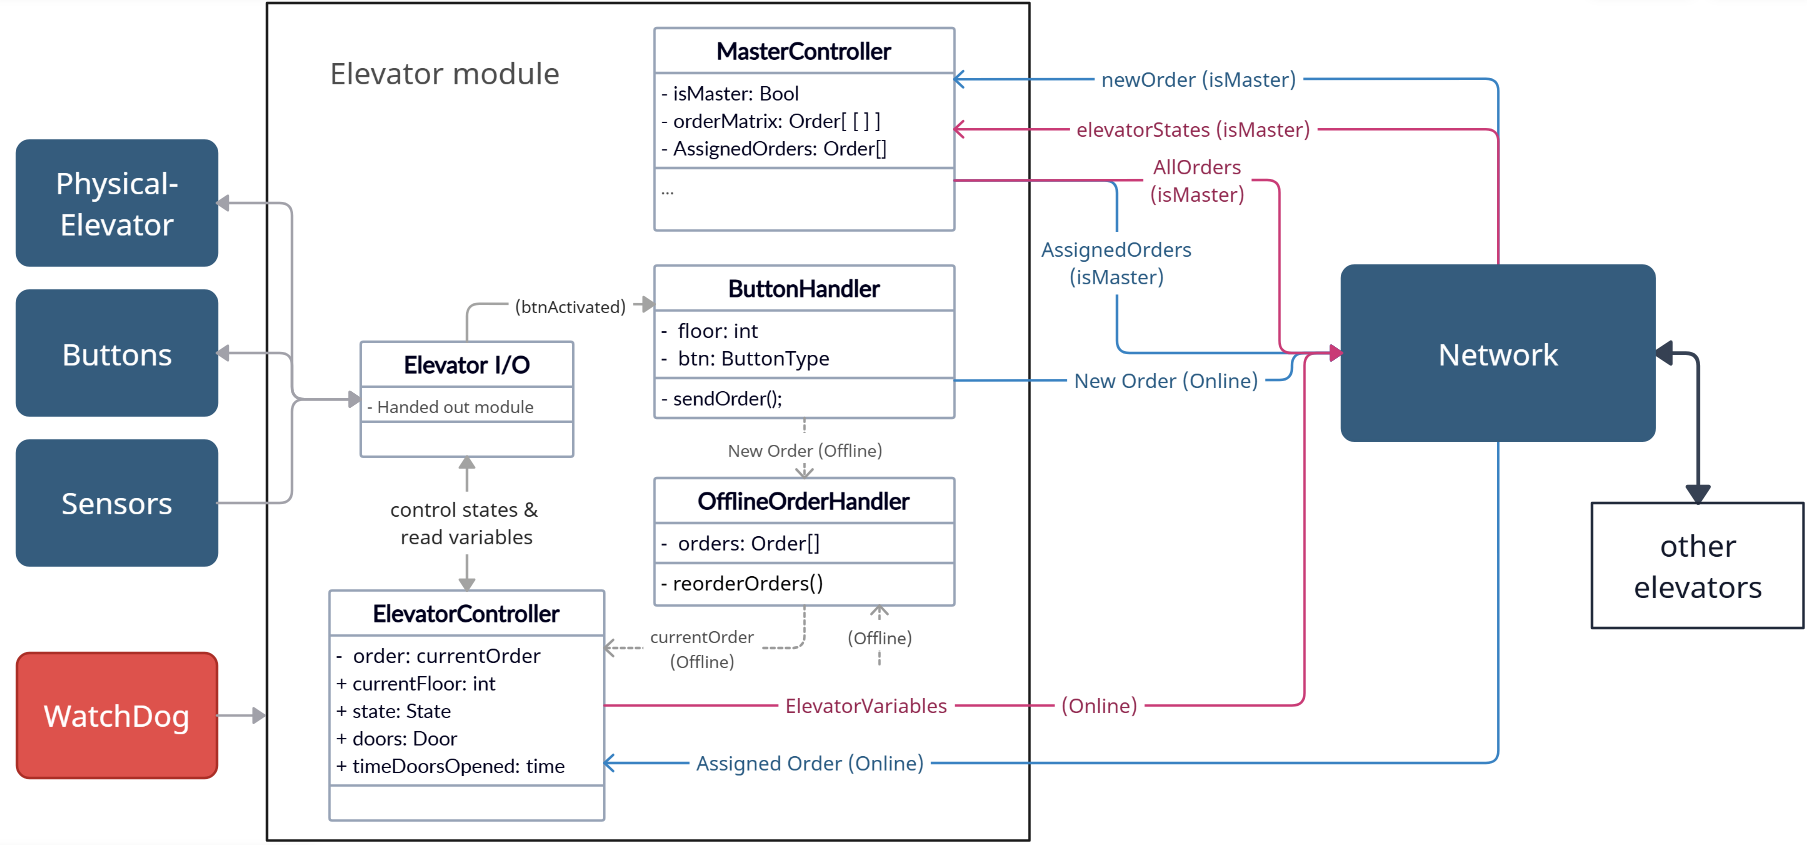 Elevator module
MasterController
- isMaster: Bool
- orderMatrix: Order[ [ ] ]
- AssignedOrders: Order[]
...
newOrder (isMaster)
elevatorStates (isMaster)
AllOrders
(isMaster)
AssignedOrders
(isMaster)
Physical-
Elevator
Buttons
Sensors
WatchDog
(btnActivated)
ButtonHandler
- floor: int
- btn: ButtonType
- sendOrder();
New Order (Online)
Network
Elevator I/O
- Handed out module
New Order (Offline)
control states &
read variables
OfflineOrderHandler
- orders: Order[]
- reorderOrders()
other
elevators
currentOrder
(Offline)
(Offline)
ElevatorController
- order: currentOrder
+ currentFloor: int
+ state: State
+ doors: Door
+ timeDoorsOpened: time
ElevatorVariables
(Online)
Assigned Order (Online)